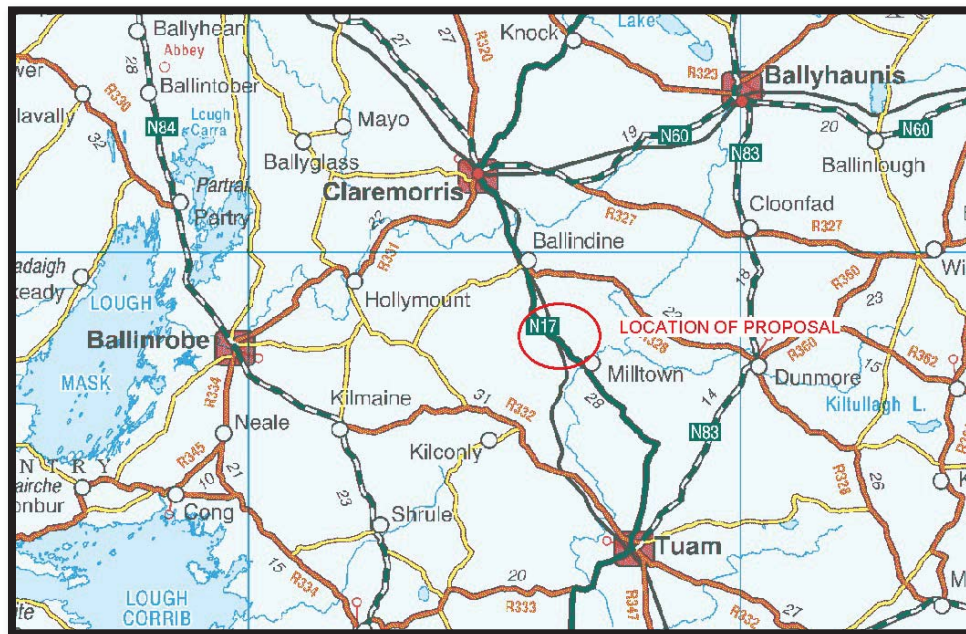 Ballyhean
Abbey
28
Ballintober
R330
lavally
32
N84
Lough
Carra
Mayo
Ballyglass
27
27
R320
Knock
Lake
R323
Ballyhaunis
19
N60
N83
20
N60
Ballinlough
Claremorris
Partry
22
R331
R327
Cloonfad
R327
Ballindine
Hollymount
LOUGH
MASK
Ballinrobe
N17
LOCATION OF PROPOSAL
R328
18
R360
23
Wi
R360
15
R362
Milltown
Dunmore
Kiltullagh L.
R334
Neale
Kilmaine
31
R332
28
14
N83
Kilconly
R345
21
10
Cong
23
Shrule
R328
26
Tuam
15
R334
20
R333
R347
R332
27
LOUGH
CORRIB